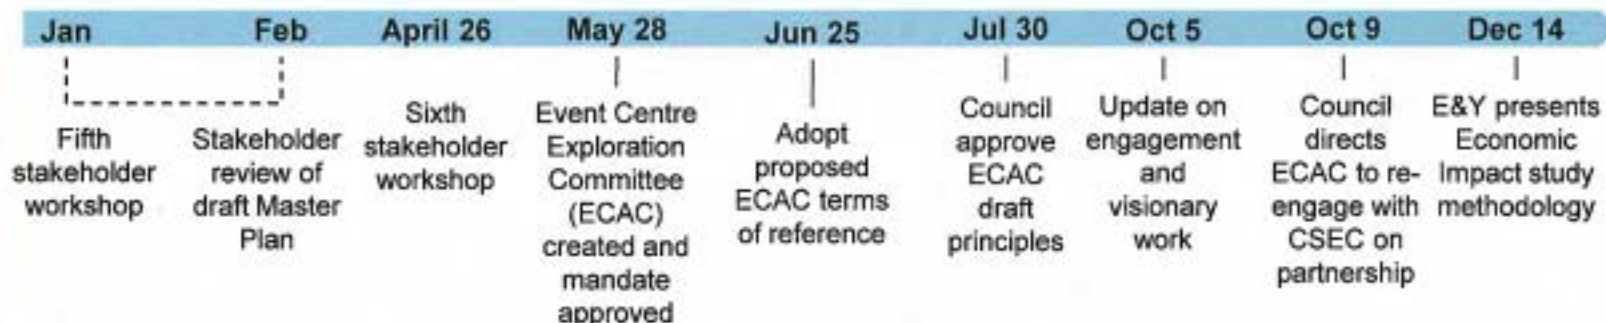 Jan Feb April 26 May 28 Jun 25 Jul 30 Oct 5 Oct 9 Dec 14
Fifth
stakeholder
workshop
Stakeholder
review of
draft Master
Plan
Sixth
stakeholder
workshop
Event Centre
Exploration
Committee
(ECAC)
created and
mandate
approved
Adopt
proposed
ECAC terms
of reference
Council
approve
ECAC
draft
principles
Update on
engagement
and
visionary
work
Council
directs
ECAC to re-
engage with
CSEC on
partnership
E&Y presents
Economic
Impact study
methodology